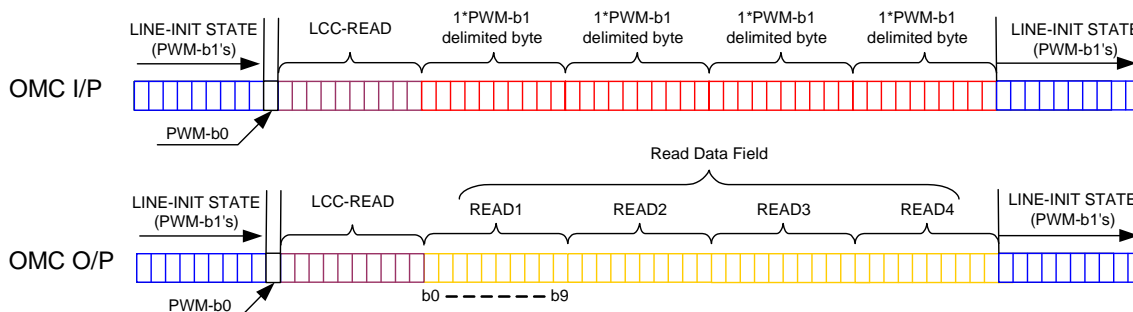 LINE-INIT STATE
(PWM-b1's)
LCC-READ
1*PWM-b1
delimited byte
1*PWM-b1
delimited byte
1*PWM-b1
delimited byte
1*PWM-b1
delimited byte
LINE-INIT STATE
(PWM-b1's)
OMC I/P
PWM-b0
Read Data Field
LINE-INIT STATE
(PWM-b1's)
LCC-READ
READ1
READ2
READ3
READ4
LINE-INIT STATE
(PWM-b1's)
OMC O/P
PWM-b0
b0
b9